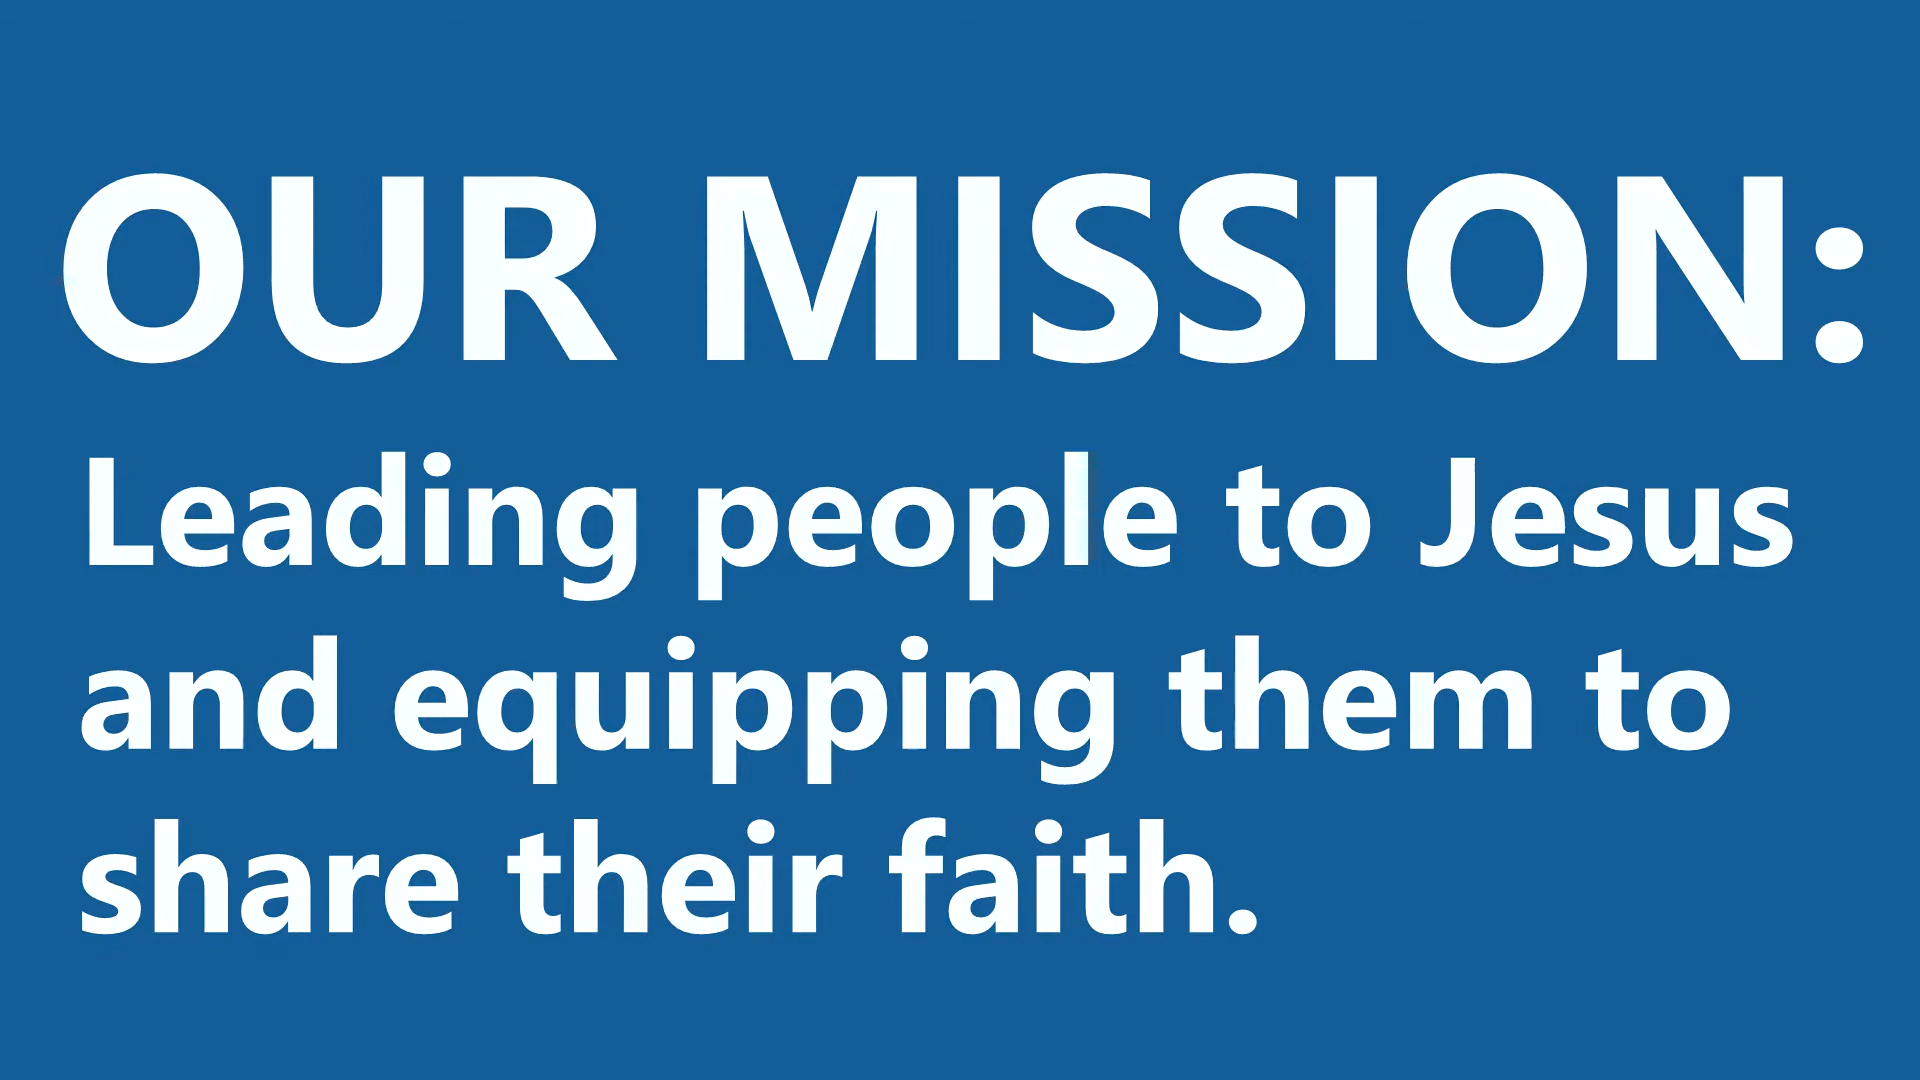 OUR MISSION:
Leading people to Jesus
and equipping them to
share their faith.